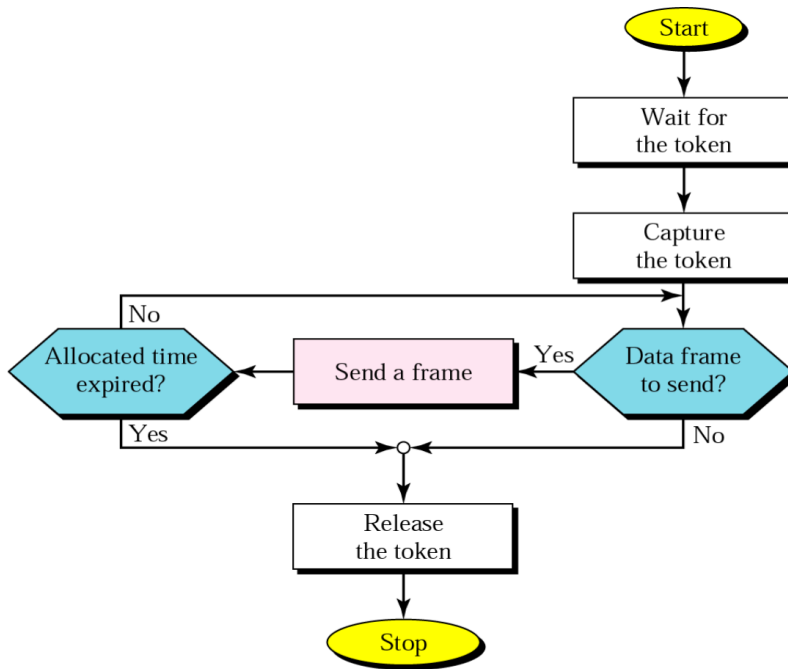 Start
Wait for
the token
Capture
the token
No
Allocated time
expired?
Send a frame
Yes
Data frame
to send?
Yes
No
Release
the token
Stop